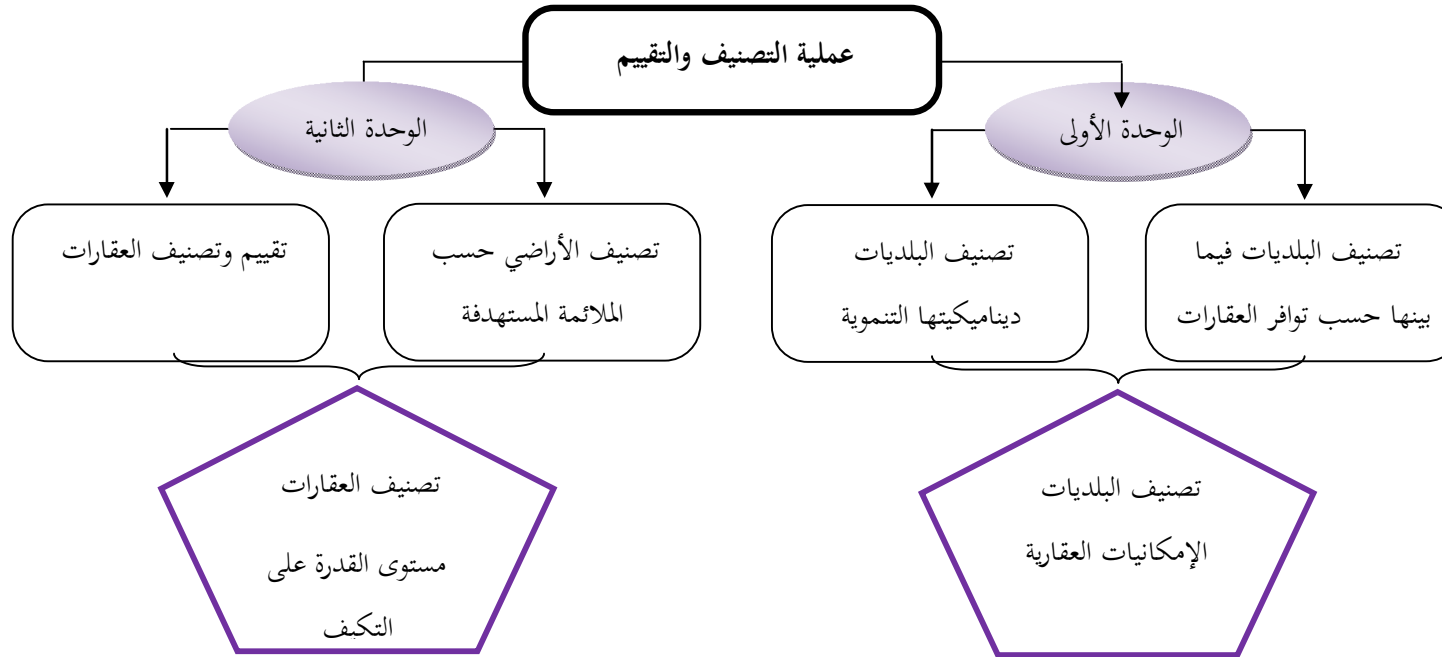 عملية التصنيف والتقييم
الوحدة الأولى
الوحدة الثانية
تصنيف البلديات فيما
بينها حسب توافر العقارات
تصنيف البلديات
ديناميكيتها التنموية
تصنيف الأراضي حسب
الملائمة المستهدفة
تقييم وتصنيف العقارات
تصنيف البلديات
الإمكانيات العقارية
تصنيف العقارات
مستوى القدرة على
التكبف